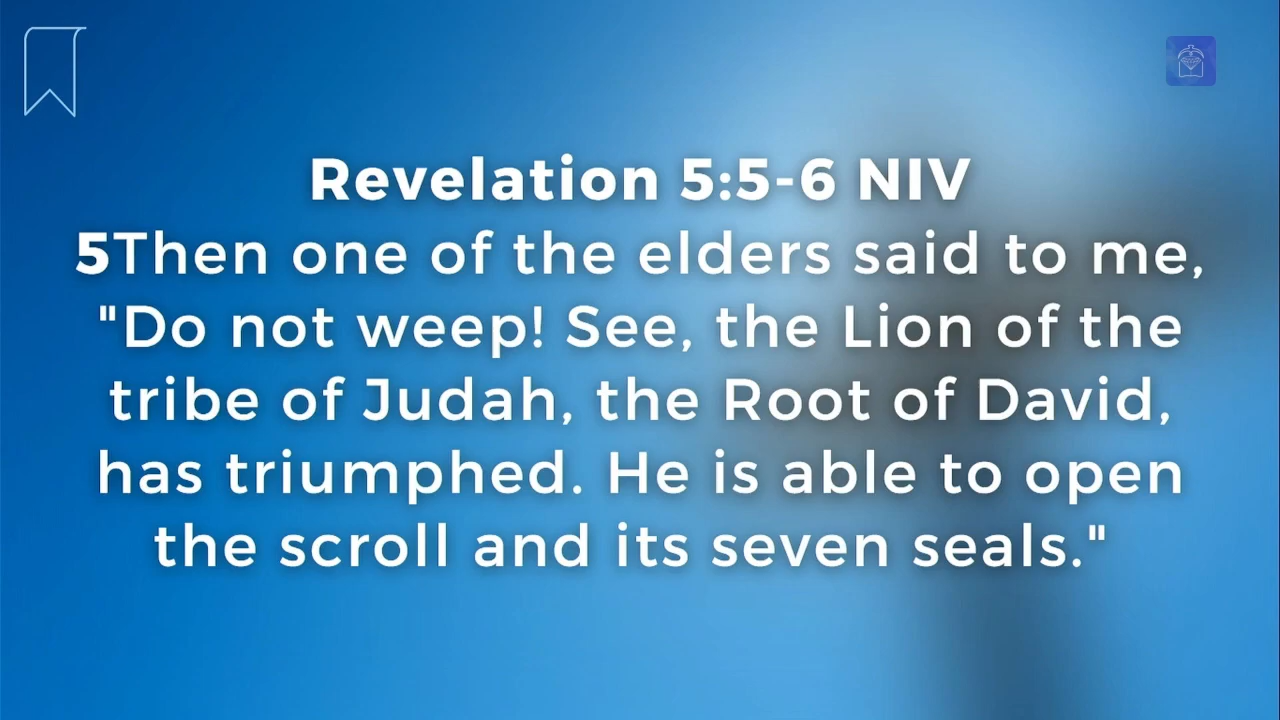 Revelation 5:5-6 NIV
5Then one of the elders said to me,
"Do not weep! See, the Lion of the
tribe of Judah, the Root of David,
has triumphed. He is able to open
the scroll and its seven seals."